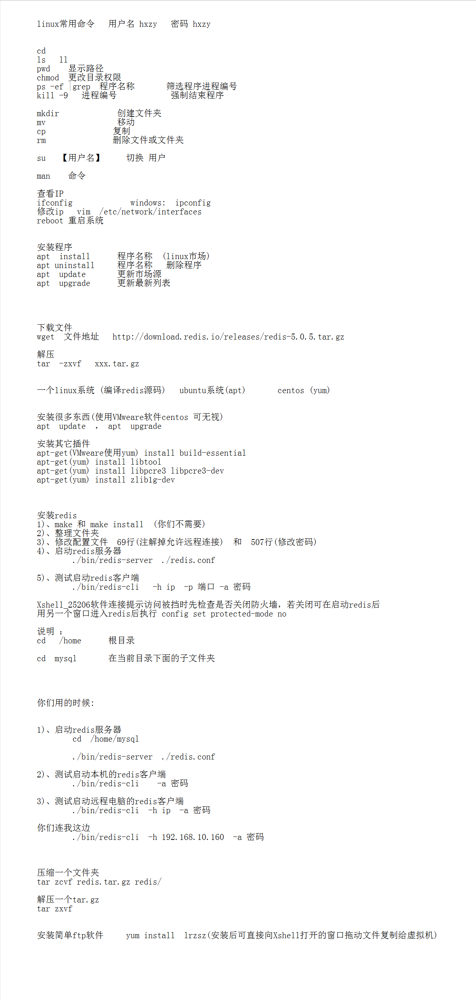 linux常用命令   用户名 hxzy   密码 hxzy
cd
ls   ll
pwd    显示路径
chmod  更改目录权限
ps -ef |grep  程序名称       筛选程序进程编号
kill -9   进程编号            强制结束程序
mkdir             创建文件夹
mv                移动
cp               复制
rm               删除文件或文件夹
su   【用户名】     切换 用户
man    命令
查看IP
ifconfig             windows:  ipconfig
修改ip   vim  /etc/network/interfaces
reboot 重启系统
安装程序
apt  install      程序名称  (linux市场)
apt uninstall     程序名称   删除程序
apt  update       更新市场源
apt  upgrade      更新最新列表
下载文件
wget  文件地址   http://download.redis.io/releases/redis-5.0.5.tar.gz
解压
tar  -zxvf   xxx.tar.gz
一个linux系统 (编译redis源码)   ubuntu系统(apt)       centos (yum)
安装很多东西(使用VMweare软件centos 可无视)
apt  update  ， apt  upgrade
安装其它插件
apt-get(VMweare使用yum) install build-essential
apt-get(yum) install libtool
apt-get(yum) install libpcre3 libpcre3-dev
apt-get(yum) install zlib1g-dev
安装redis
1)、make 和 make install  (你们不需要)
2)、整理文件夹
3)、修改配置文件  69行(注解掉允许远程连接)  和  507行(修改密码)
4)、启动redis服务器
./bin/redis-server  ./redis.conf
5)、测试启动redis客户端
./bin/redis-cli   -h ip  -p 端口 -a 密码
Xshell_25206软件连接提示访问被挡时先检查是否关闭防火墙，若关闭可在启动redis后
用另一个窗口进入redis后执行 config set protected-mode no
说明 ：
cd   /home      根目录
cd  mysql       在当前目录下面的子文件夹
你们用的时候:
1)、启动redis服务器
cd  /home/mysql
./bin/redis-server  ./redis.conf
2)、测试启动本机的redis客户端
./bin/redis-cli    -a 密码
3)、测试启动远程电脑的redis客户端
./bin/redis-cli  -h ip  -a 密码
你们连我这边
./bin/redis-cli  -h 192.168.10.160  -a 密码
压缩一个文件夹
tar zcvf redis.tar.gz redis/
解压一个tar.gz
tar zxvf
安装简单ftp软件     yum install  lrzsz(安装后可直接向Xshell打开的窗口拖动文件复制给虚拟机)